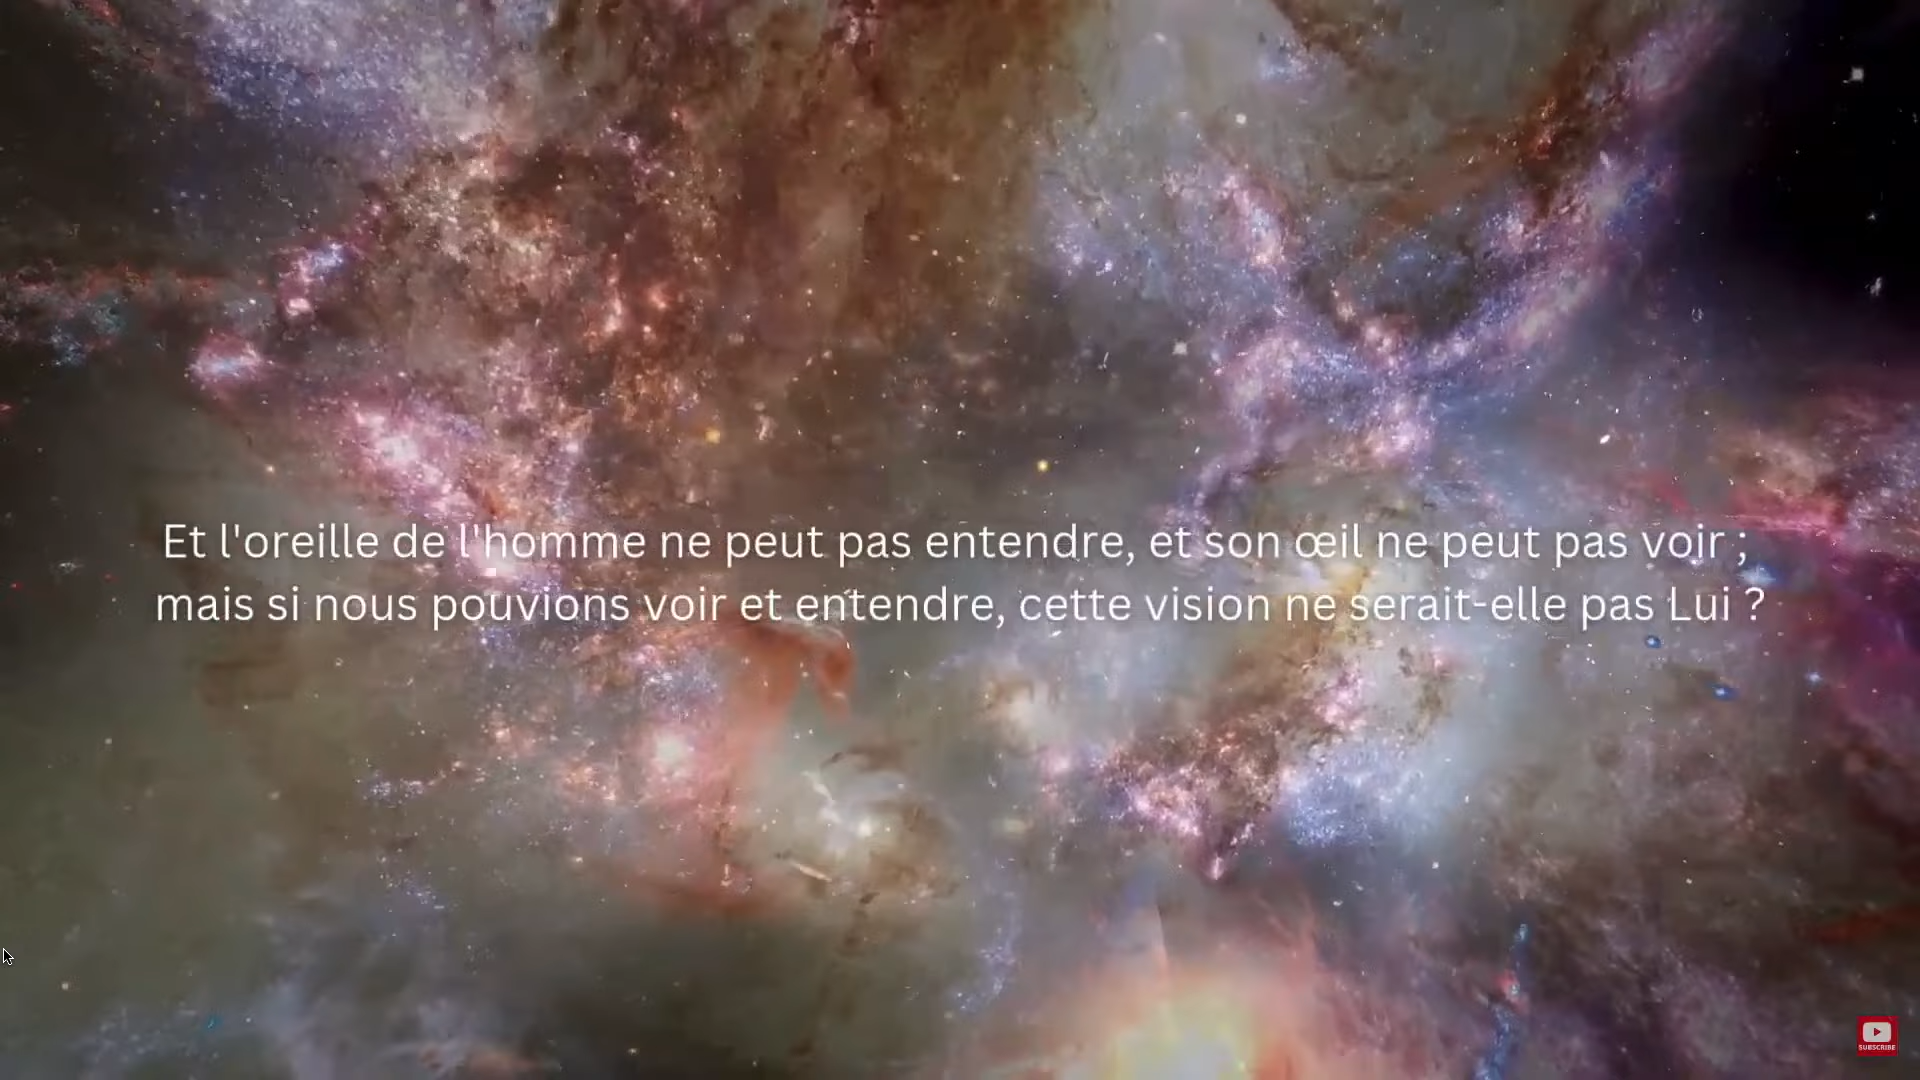 Et l'oreille de l'homme ne peut pas entendre, et son œil ne peut pas voir ;
mais si nous pouvions voir et entendre, cette vision ne serait-elle pas Lui ?
SUBSCRIBE